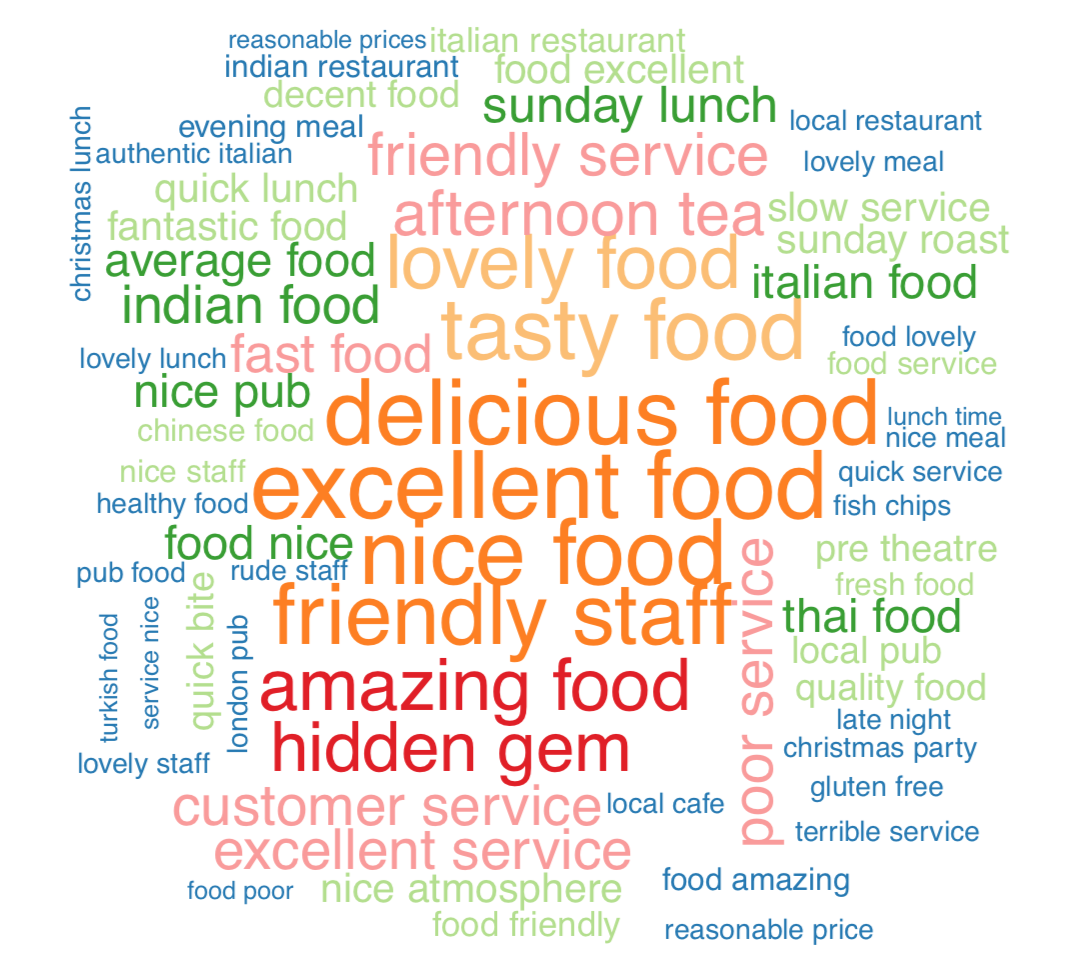 reasonable prices
italian restaurant
indian restaurant
food excellent
decent food
sunday lunch
christmas lunch
evening meal
local restaurant
authentic italian
friendly service
lovely meal
quick lunch
afternoon tea
slow service
fantastic food
sunday roast
average food
lovely food
italian food
indian food
tasty food
food lovely
lovely lunch
fast food
food service
nice pub
delicious food
lunch time
chinese food
nice meal
nice staff
excellent food
quick service
healthy food
fish chips
food nice
nice food
poor service
pre theatre
pub food
rude staff
quick bite
fresh food
turkish food
service nice
london pub
friendly staff
thai food
local pub
amazing food
quality food
late night
hidden gem
christmas party
lovely staff
gluten free
customer service
local cafe
terrible service
excellent service
food poor
nice atmosphere
food amazing
food friendly
reasonable price